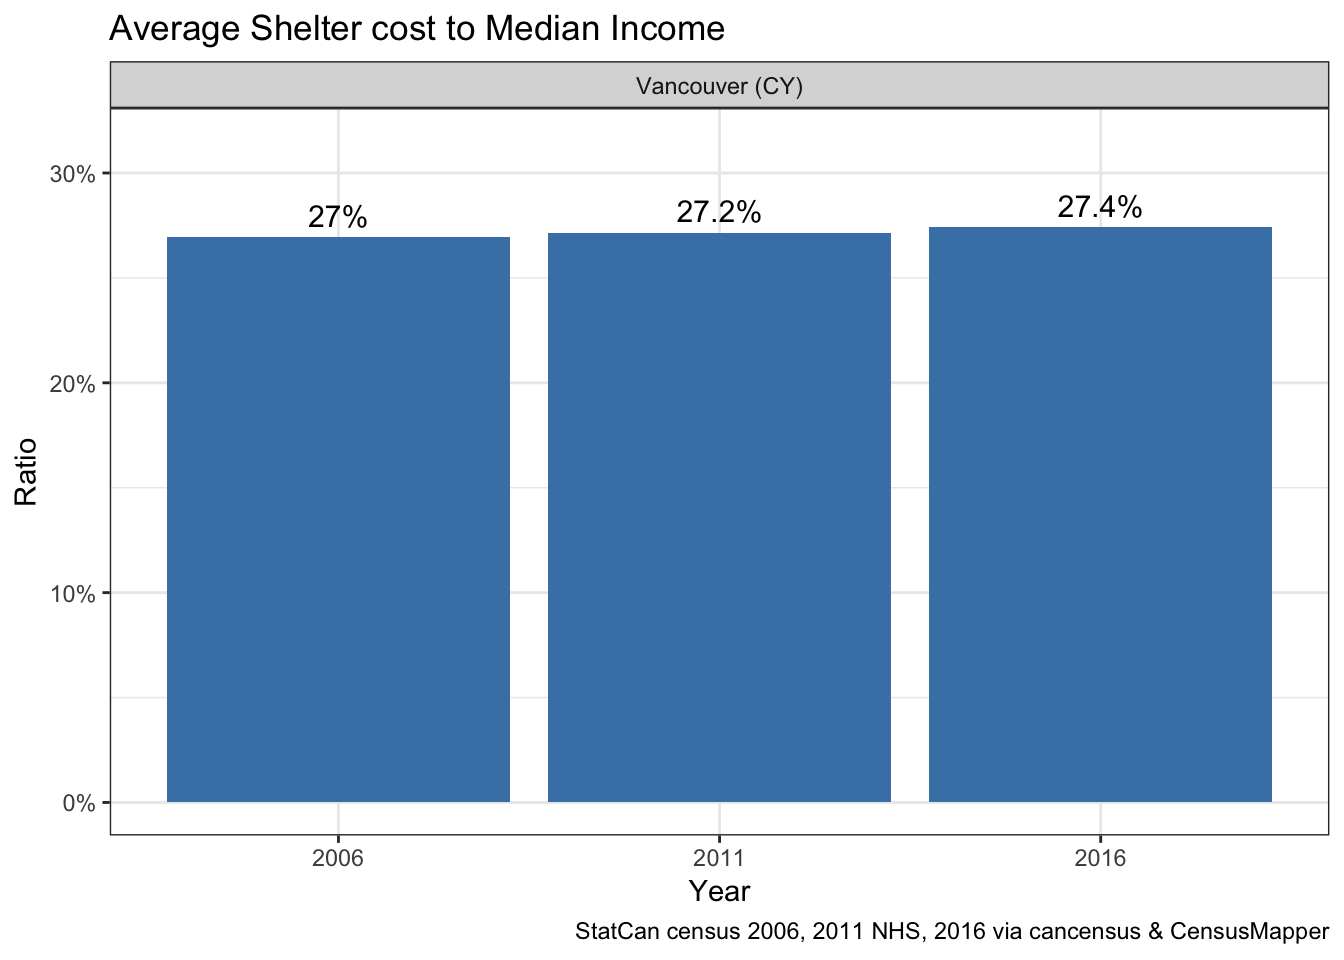 Average Shelter cost to Median Income
Vancouver (CY)
30%
20%
10%
0%
Ratio
27%
27.2%
27.4%
2006
2011
2016
Year
StatCan census 2006, 2011 NHS, 2016 via cancensus & CensusMapper